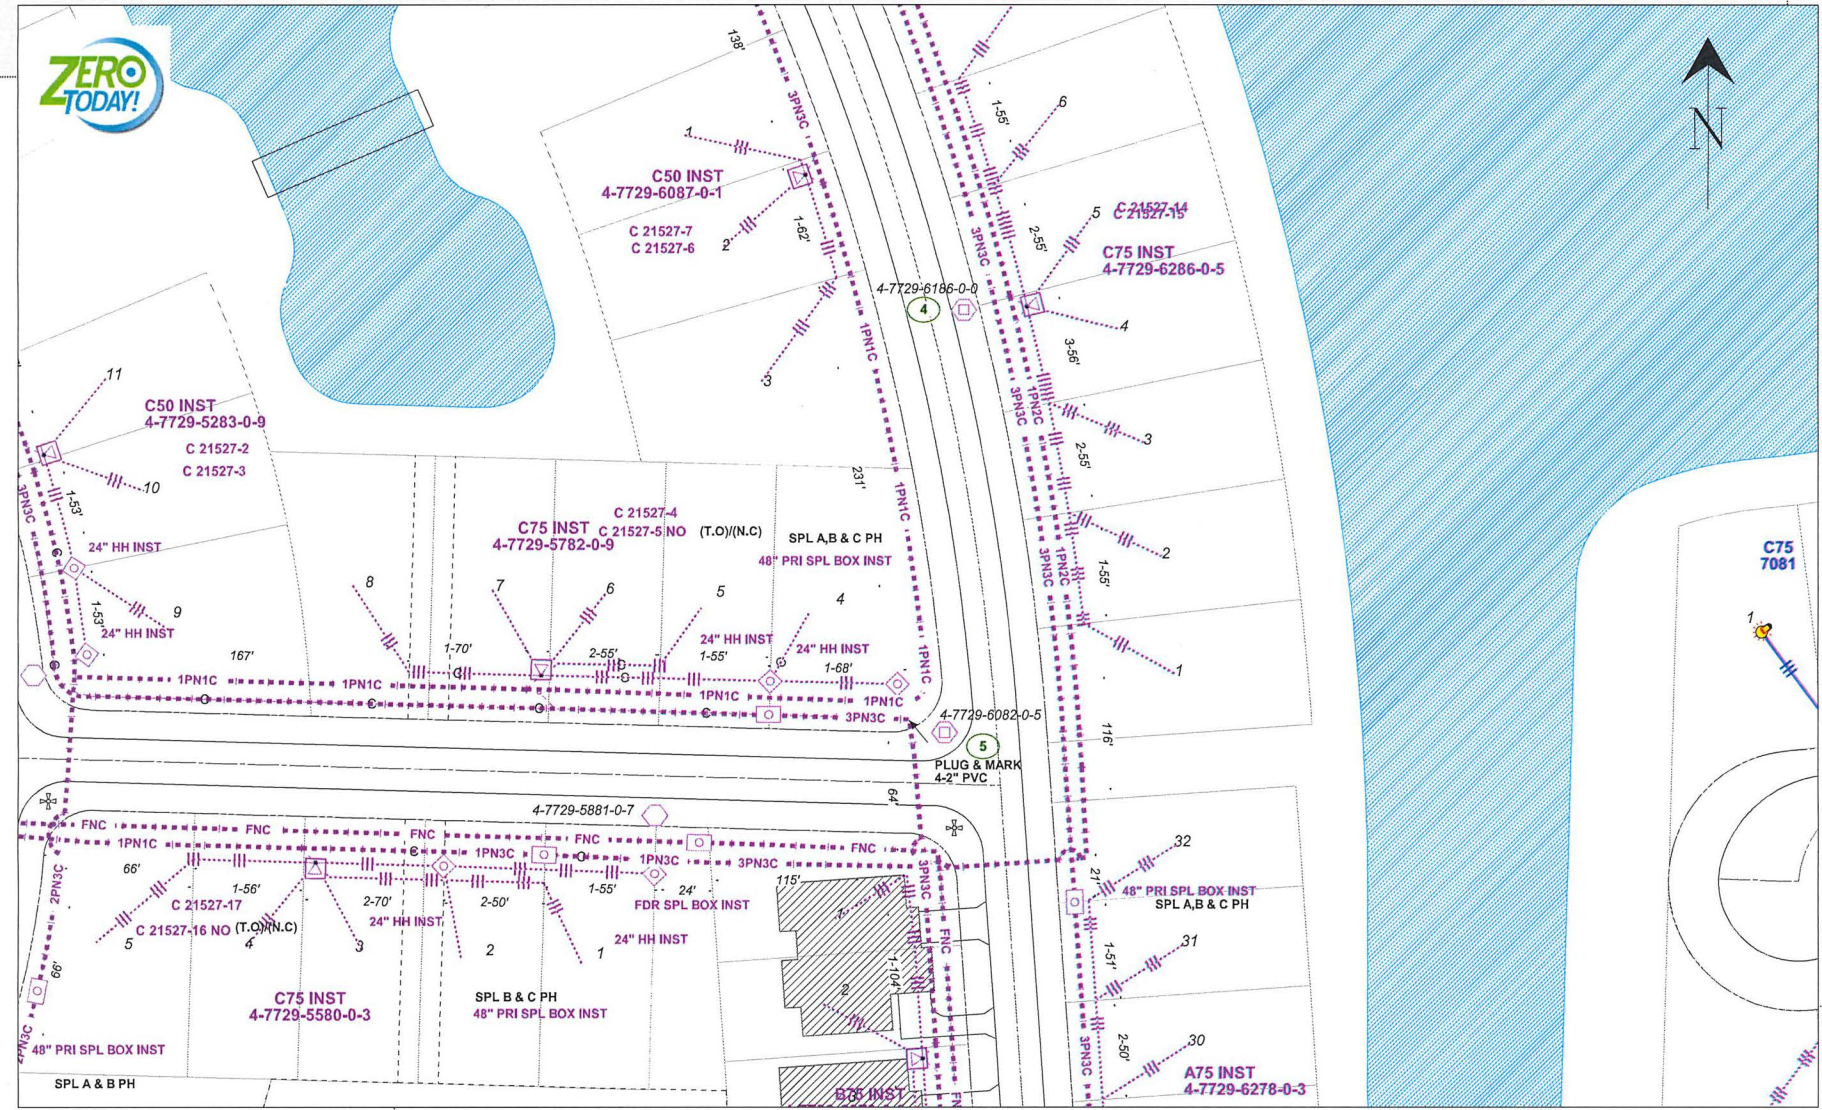 ZERO
TODAY!
N
138'
3PN3C
1
C50 INST
4-7729-6087-0-1
C 21527-7
C 21527-6
2
1-62'
3
1PN1C
231'
1PN1C
1PN1C
1-55'
6
3PN3C
2-55'
5
C 21527-14
C 21527-15
C75 INST
4-7729-6286-0-5
4-7729-6186-0-0
4
4
3-56'
3PN3C
1PN2C
3
2-55'
2
3PN3C
1PN2C
1-55'
1
116'
11
C50 INST
4-7729-5283-0-9
C 21527-2
C 21527-3
10
3PN3C
1-53'
24" HH INST
9
1-53'
24" HH INST
167'
C 21527-4
C75 INST
C 21527-5 NO
(T.O)/(N.C)
4-7729-5782-0-9
SPL A,B & C PH
48" PRI SPL BOX INST
8
7
6
5
4
24" HH INST
24" HH INST
1-70'
2-55'
1-55'
1-68'
1PN1C
1PN1C
1PN1C
1PN1C
3PN3C
4-7729-6082-0-5
5
PLUG & MARK
4-2" PVC
64'
C75
7081
1
4-7729-5881-0-7
FNC
FNC
FNC
FNC
FNC
1PN1C
1PN3C
1PN3C
3PN3C
66'
2PN3C
1-56'
2-70'
2-50'
1-55'
24'
115'
C 21527-17
C 21527-16 NO
(T.O)/(N.C)
24" HH INST
FDR SPL BOX INST
24" HH INST
5
4
3
2
1
66'
C75 INST
4-7729-5580-0-3
SPL B & C PH
48" PRI SPL BOX INST
2PN3C
48" PRI SPL BOX INST
SPL A & B PH
3PN3C
FNC
1
1-104'
2
B75 INST
3
FN
32
21'
48" PRI SPL BOX INST
SPL A,B & C PH
31
1-51'
30
2-50'
3PN3C
A75 INST
4-7729-6278-0-3